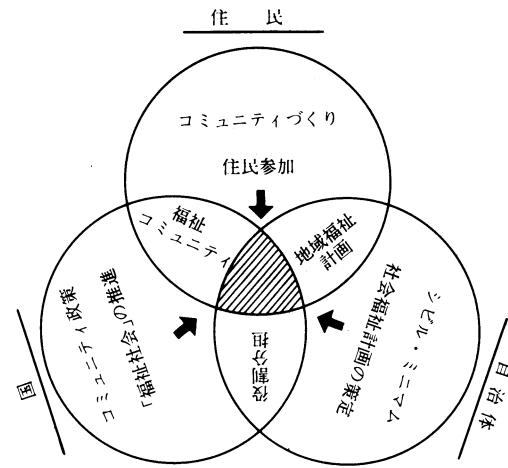 住民
コミュニティづくり
住民参加
福祉
コミュニティ
地域福祉
計画
コミュニティ政策
「福祉社会」の推進
役割分担
社会福祉計画の策定
シビル・ミニマム
国
自治体